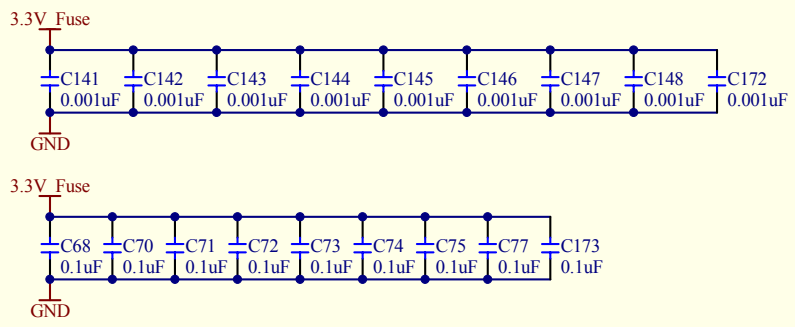 3.3V_Fuse
C141 C142 C143 C144 C145 C146 C147 C148 C172
0.001uF 0.001uF 0.001uF 0.001uF 0.001uF 0.001uF 0.001uF 0.001uF 0.001uF
GND
3.3V_Fuse
C68 C70 C71 C72 C73 C74 C75 C77 C173
0.1uF 0.1uF 0.1uF 0.1uF 0.1uF 0.1uF 0.1uF 0.1uF 0.1uF
GND